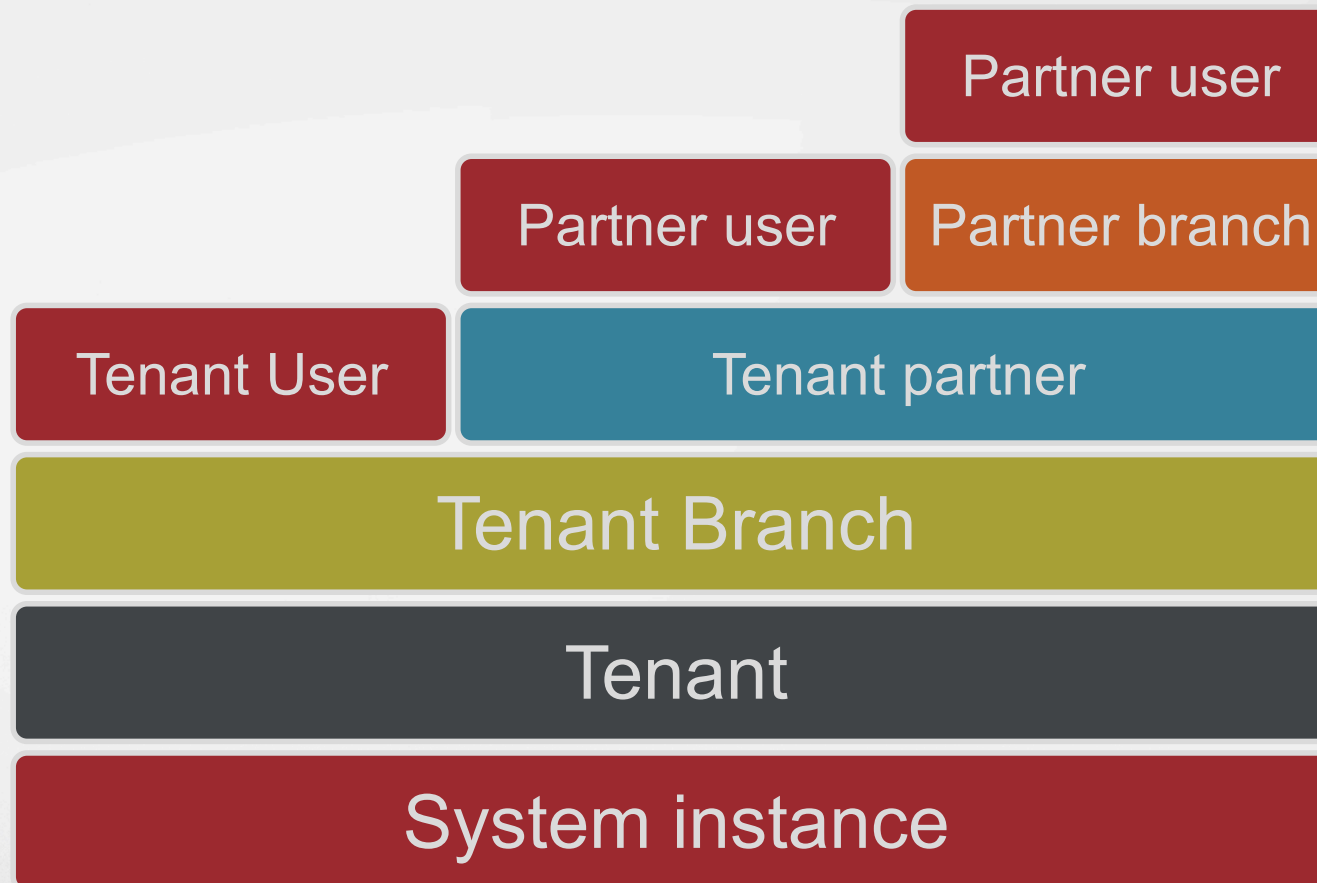 Partner user
Partner user
Partner branch
Tenant User
Tenant partner
Tenant Branch
Tenant
System instance